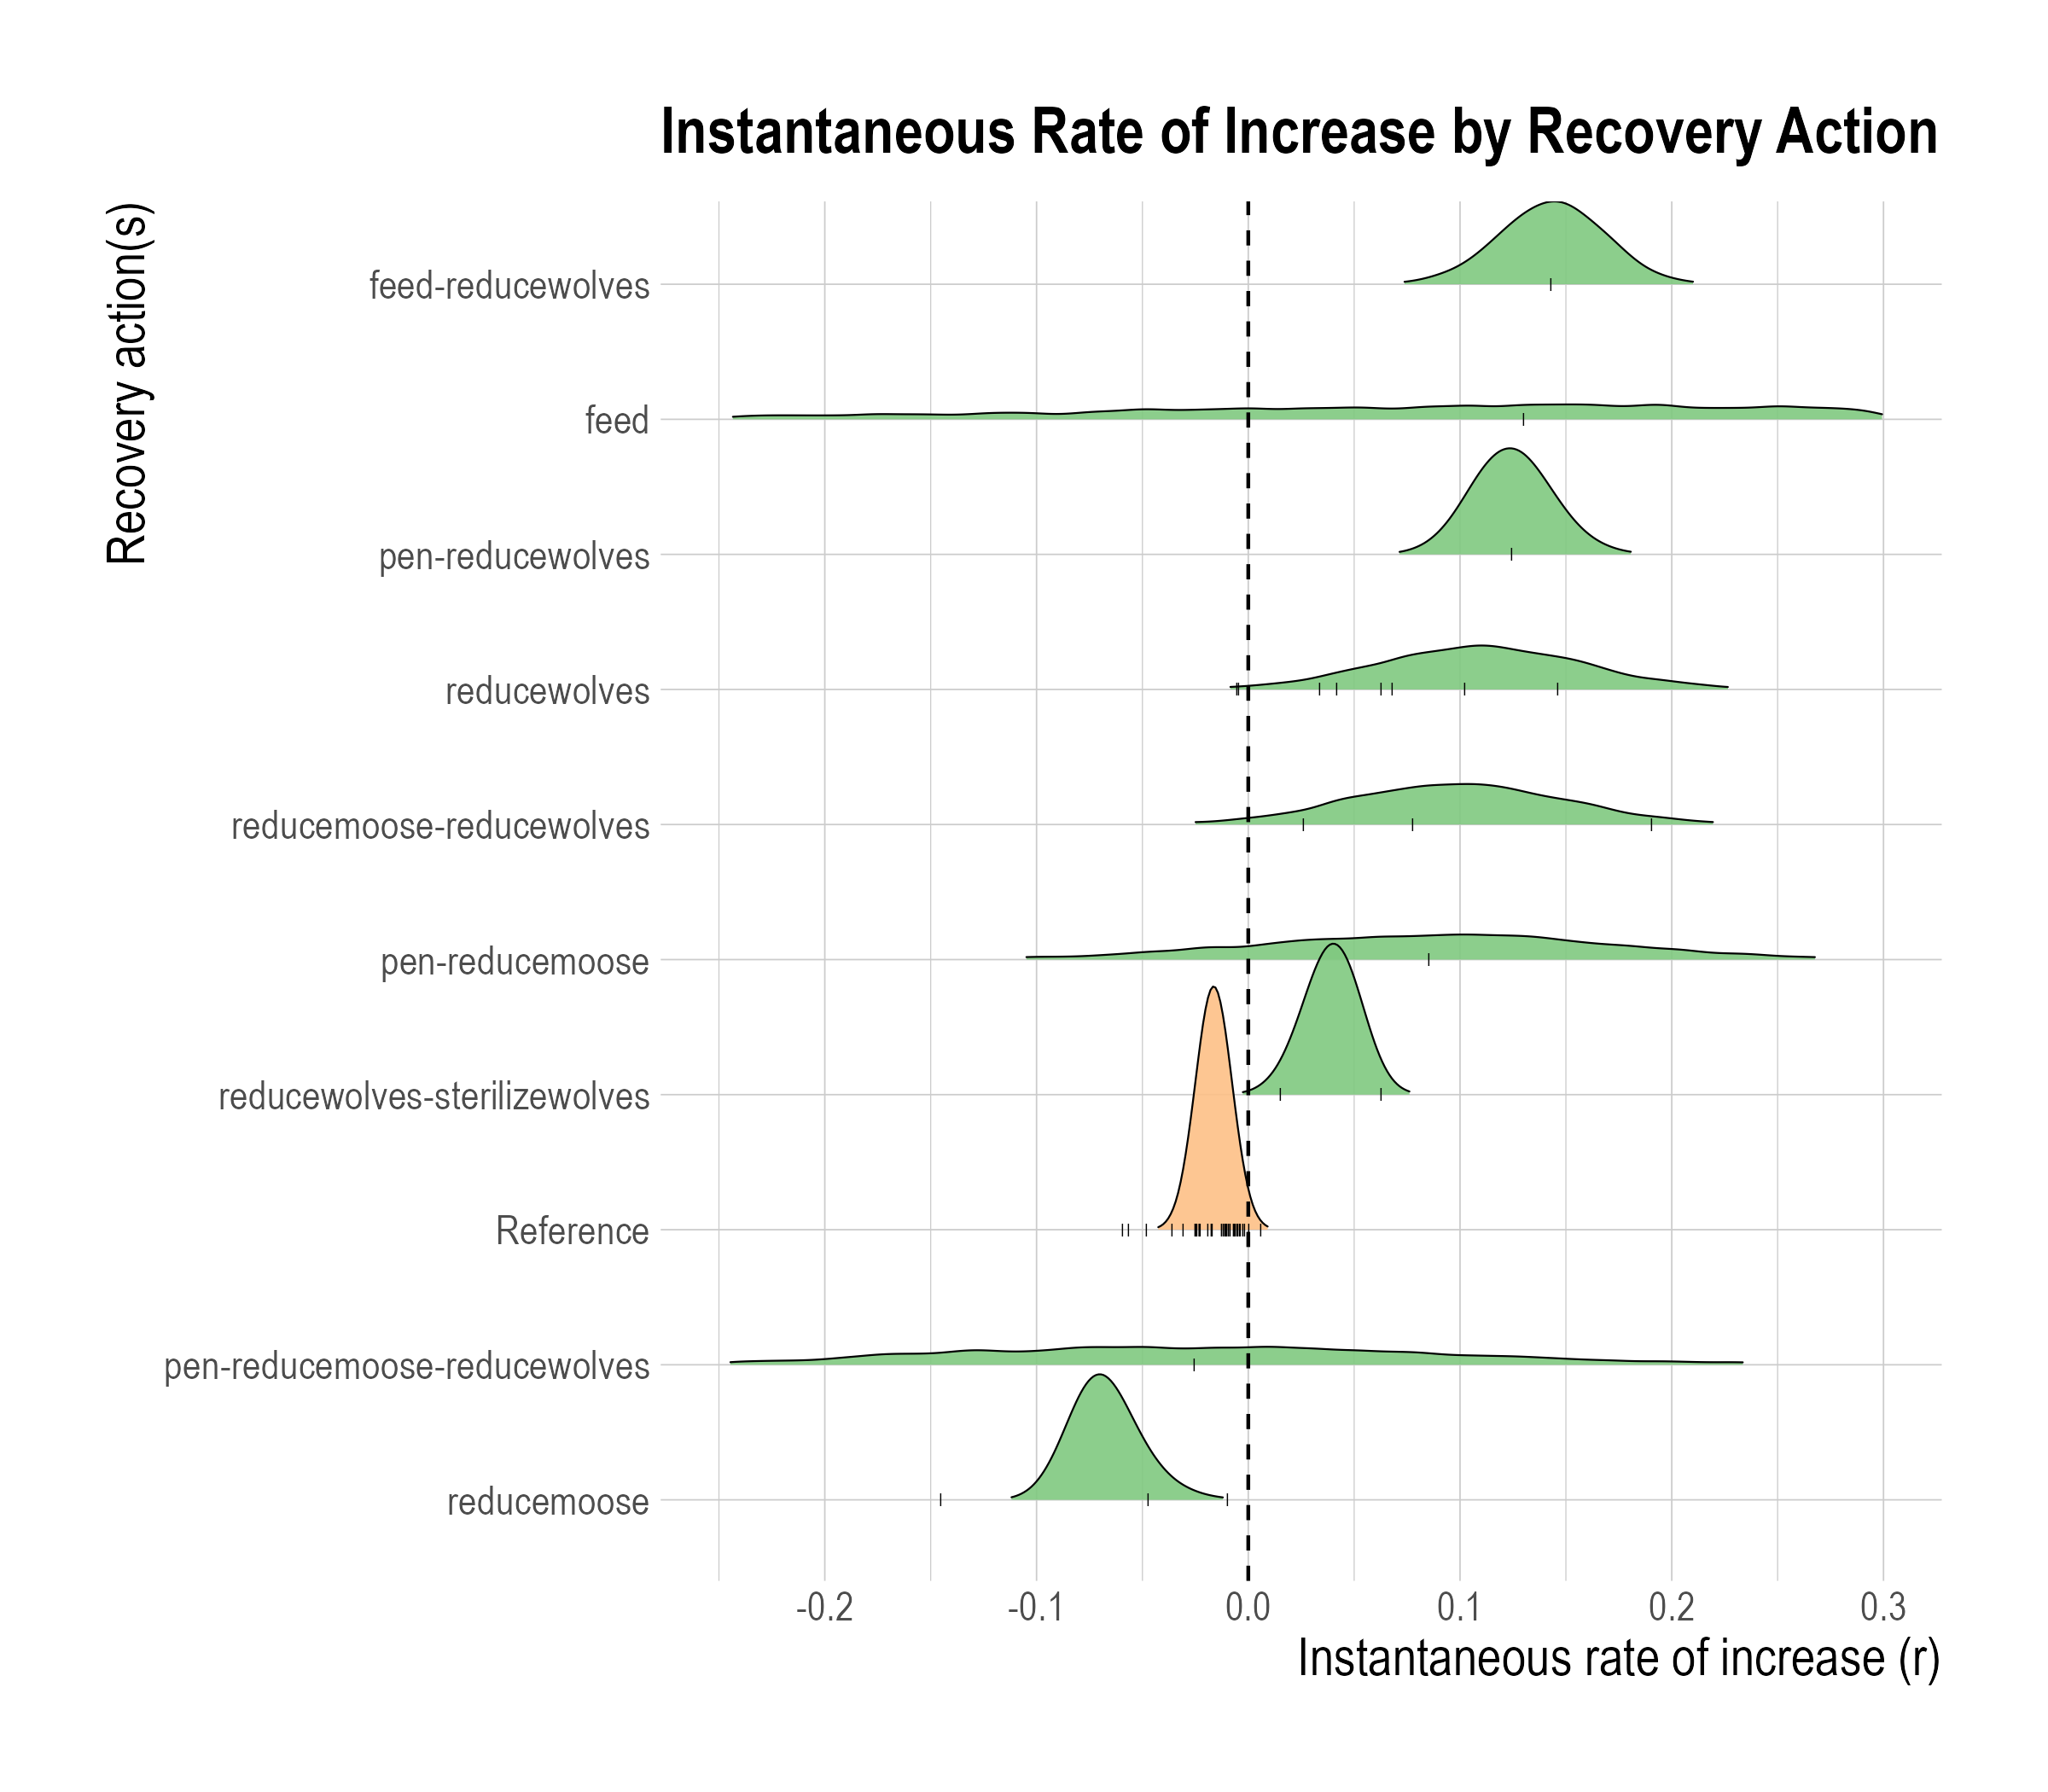 Instantaneous Rate of Increase by Recovery Action
Recovery action(s)
feed-reducewolves
feed
pen-reducewolves
reducewolves
reducemoose-reducewolves
pen-reducemoose
reducewolves-sterilizewolves
Reference
pen-reducemoose-reducewolves
reducemoose
-0.2 -0.1 0.0 0.1 0.2 0.3
Instantaneous rate of increase (r)